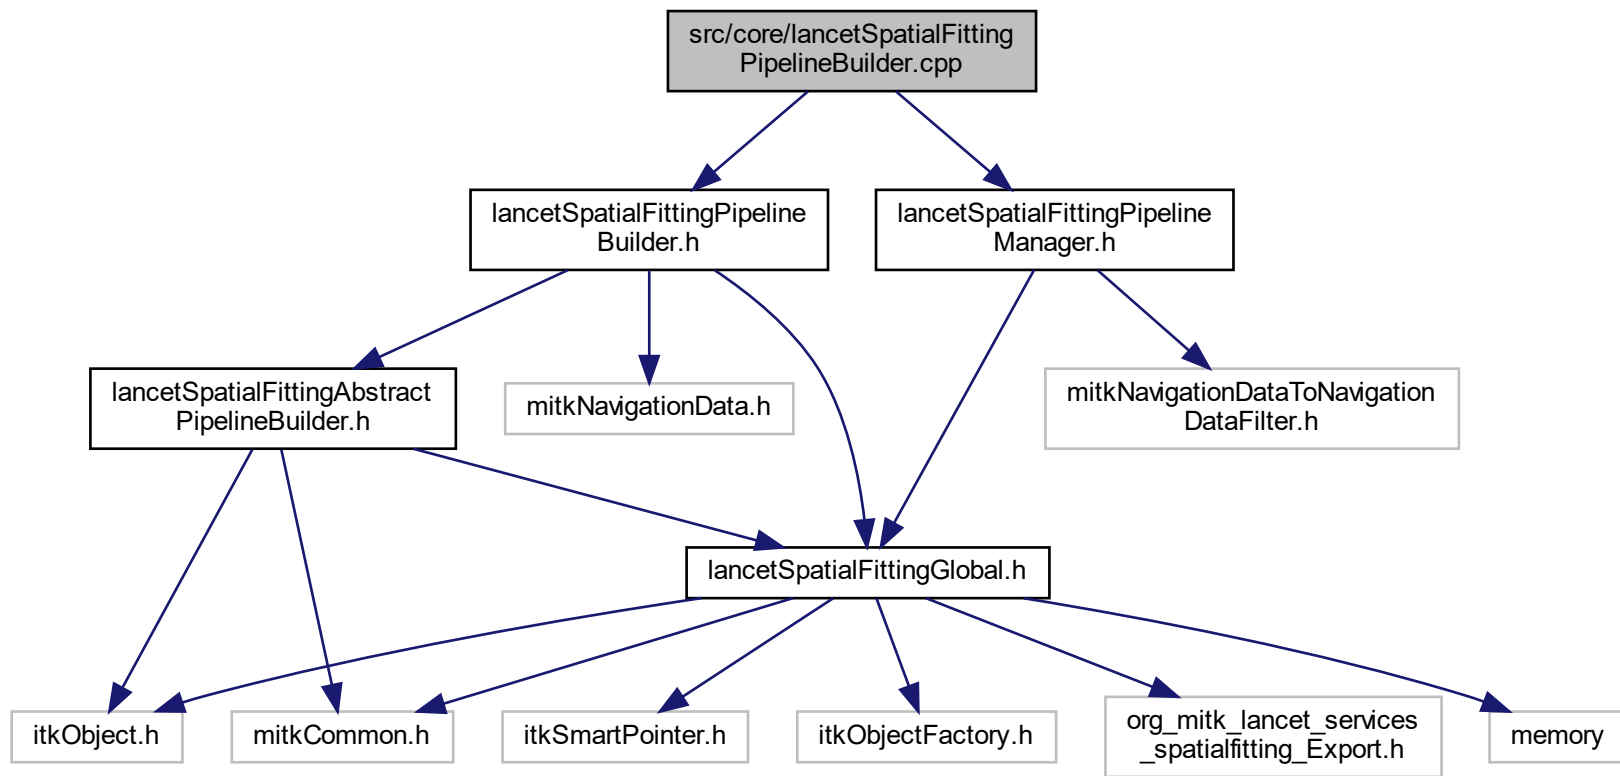 src/core/lancetSpatialFitting
PipelineBuilder.cpp
lancetSpatialFittingPipeline
Builder.h
lancetSpatialFittingPipeline
Manager.h
lancetSpatialFittingAbstract
PipelineBuilder.h
mitkNavigationData.h
mitkNavigationDataToNavigation
DataFilter.h
lancetSpatialFittingGlobal.h
itkObject.h
mitkCommon.h
itkSmartPointer.h
itkObjectFactory.h
org_mitk_lancet_services
_spatialfitting_Export.h
memory